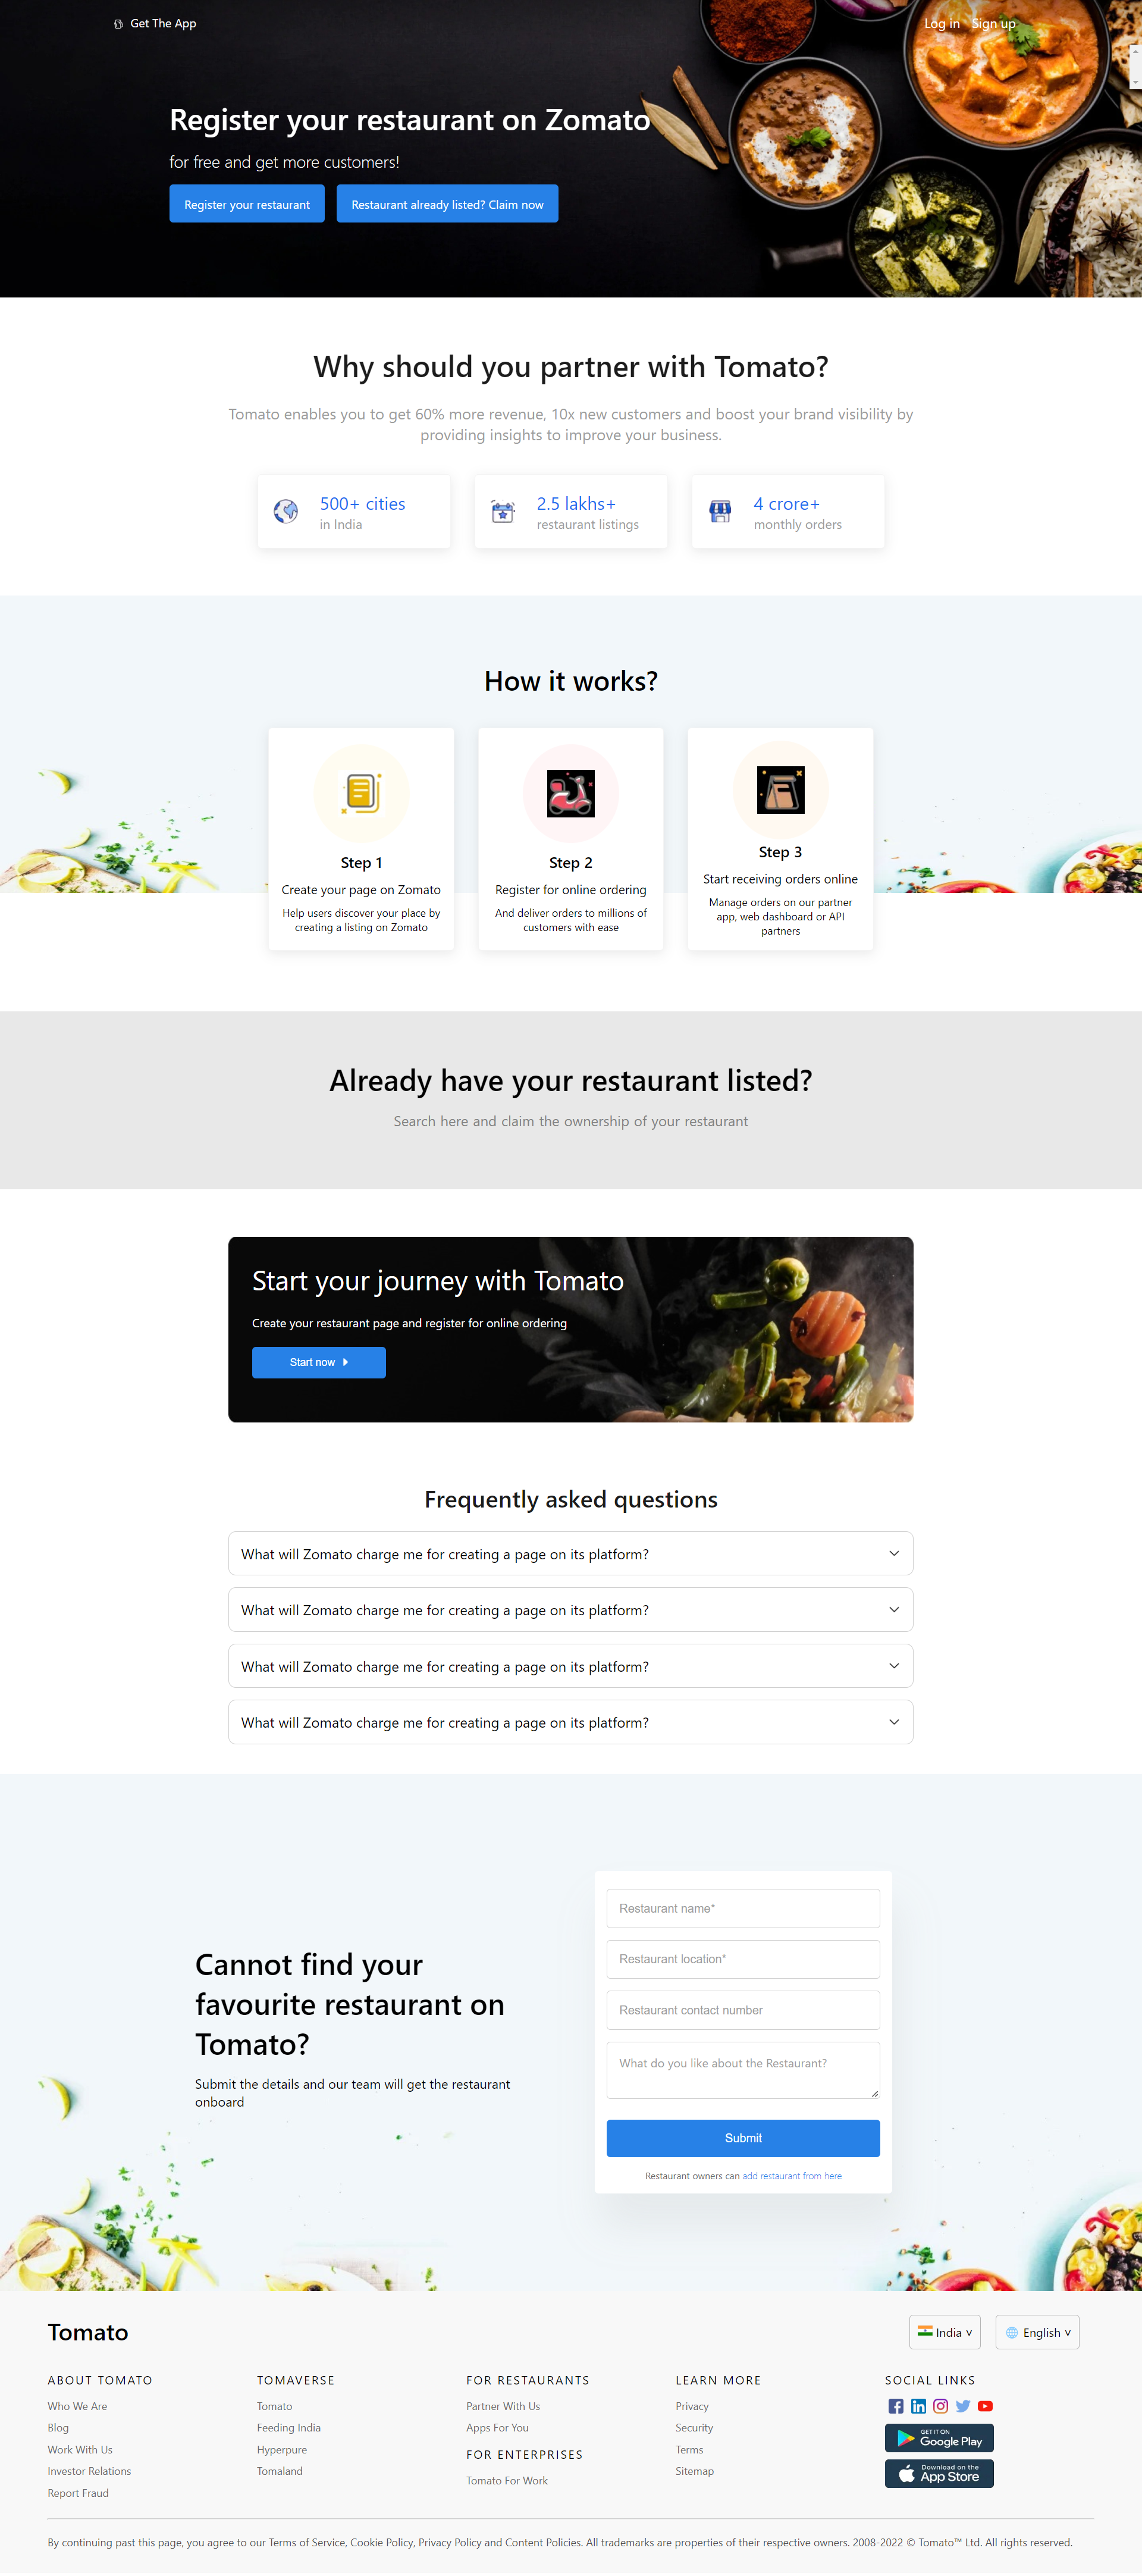 Get The App
Log in Sign up
Register your restaurant on Zomato
for free and get more customers!
Register your restaurant
Restaurant already listed? Claim now
Why should you partner with Tomato?
Tomato enables you to get 60% more revenue, 10x new customers and boost your brand visibility by
providing insights to improve your business.
500+ cities
in India
2.5 lakhs+
restaurant listings
4 crore+
monthly orders
How it works?
Step 1
Create your page on Zomato
Help users discover your place by
creating a listing on Zomato
Step 2
Register for online ordering
And deliver orders to millions of
customers with ease
Step 3
Start receiving orders online
Manage orders on our partner
app, web dashboard or API
partners
Already have your restaurant listed?
Search here and claim the ownership of your restaurant
Start your journey with Tomato
Create your restaurant page and register for online ordering
Start now
Frequently asked questions
What will Zomato charge me for creating a page on its platform?
What will Zomato charge me for creating a page on its platform?
What will Zomato charge me for creating a page on its platform?
What will Zomato charge me for creating a page on its platform?
Cannot find your
favourite restaurant on
Tomato?
Submit the details and our team will get the restaurant
onboard
Restaurant name*
Restaurant location*
Restaurant contact number
What do you like about the Restaurant?
Submit
Restaurant owners can add restaurant from here
Tomato
India v
English v
ABOUT TOMATO
Who We Are
Blog
Work With Us
Investor Relations
Report Fraud
TOMAVERSE
Tomato
Feeding India
Hyperpure
Tomaland
FOR RESTAURANTS
Partner With Us
Apps For You
FOR ENTERPRISES
Tomato For Work
LEARN MORE
Privacy
Security
Terms
Sitemap
SOCIAL LINKS
GET IT ON
Google Play
Download on the
App Store
By continuing past this page, you agree to our Terms of Service, Cookie Policy, Privacy Policy and Content Policies. All trademarks are properties of their respective owners. 2008-2022 © Tomato™ Ltd. All rights reserved.